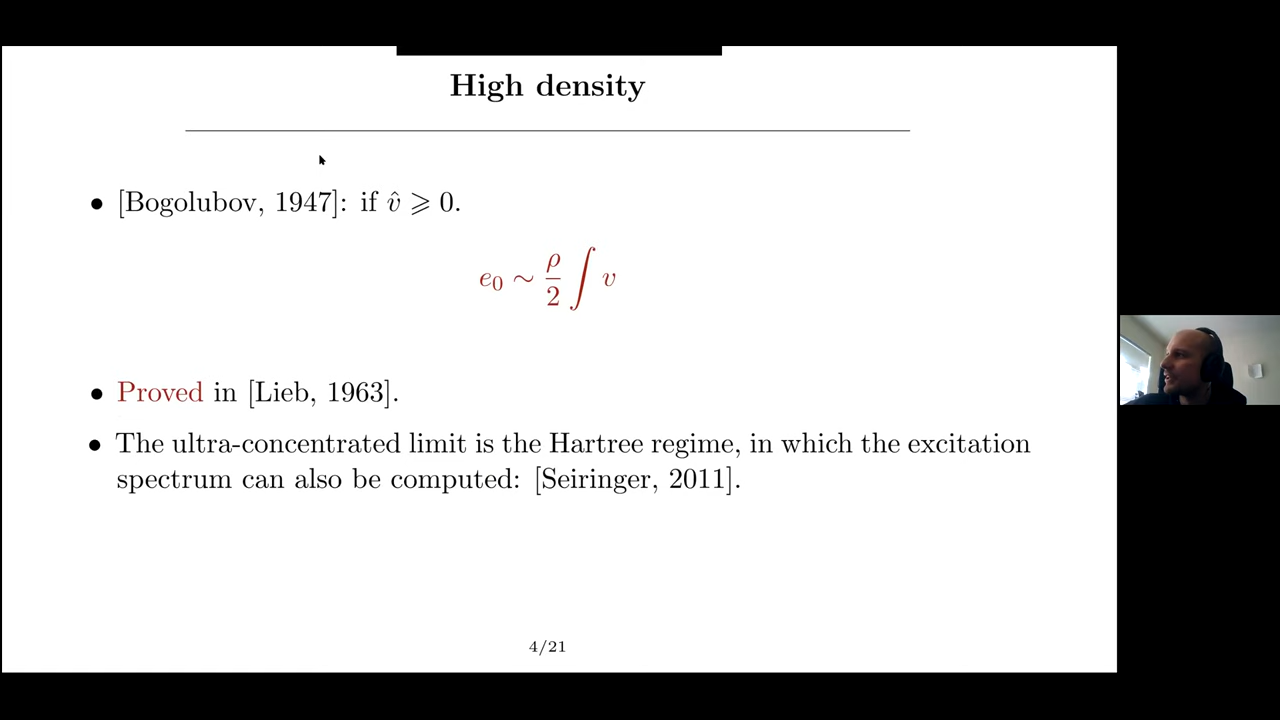 High density
• [Bogolubov, 1947]: if v̂ ⩾ 0.
e₀ ∼ ρ/2 ∫ v
• Proved in [Lieb, 1963].
• The ultra-concentrated limit is the Hartree regime, in which the excitation
spectrum can also be computed: [Seiringer, 2011].
4/21